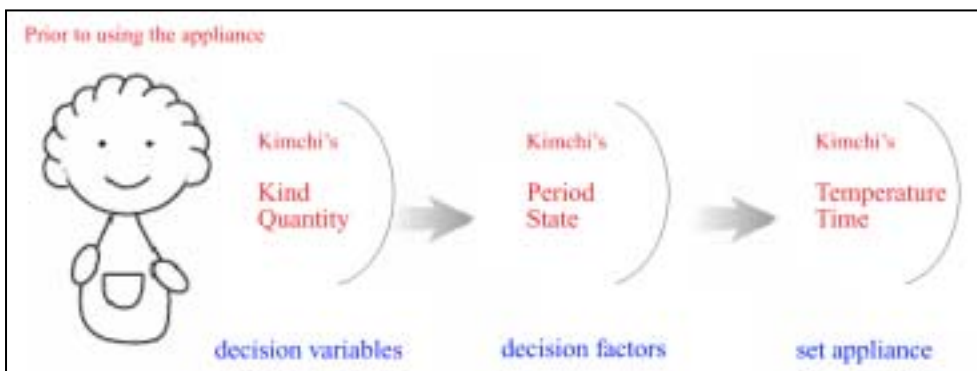 Prior to using the appliance
Kimchi's
Kind
Quantity
Kimchi's
Period
State
Kimchi's
Temperature
Time
decision variables
decision factors
set appliance